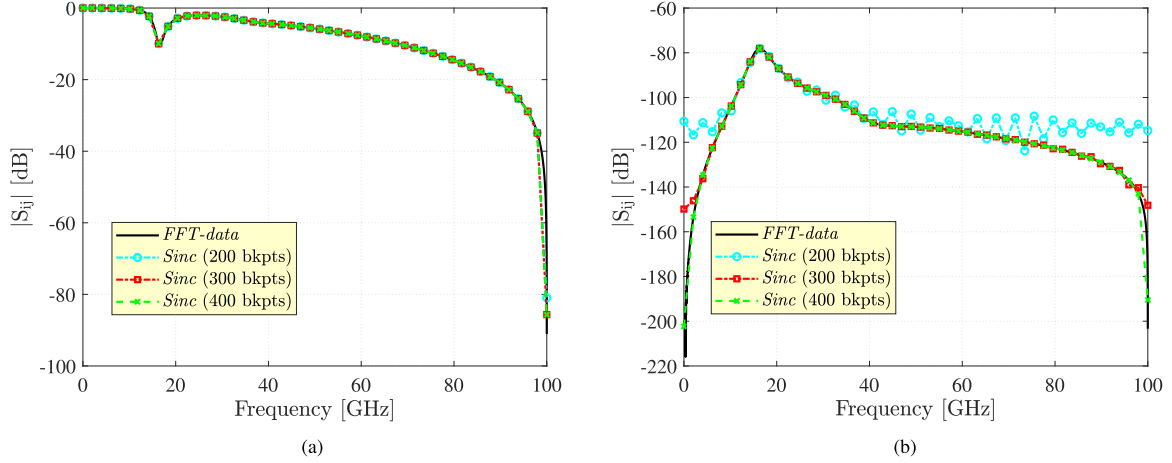 0
-20
-40
-60
-80
-100
|S_ij| [dB]
FFT-data
Sinc (200 bkpts)
Sinc (300 bkpts)
Sinc (400 bkpts)
0 20 40 60 80 100
Frequency [GHz]
(a)
-60
-80
-100
-120
-140
-160
-180
-200
-220
|S_ij| [dB]
FFT-data
Sinc (200 bkpts)
Sinc (300 bkpts)
Sinc (400 bkpts)
0 20 40 60 80 100
Frequency [GHz]
(b)